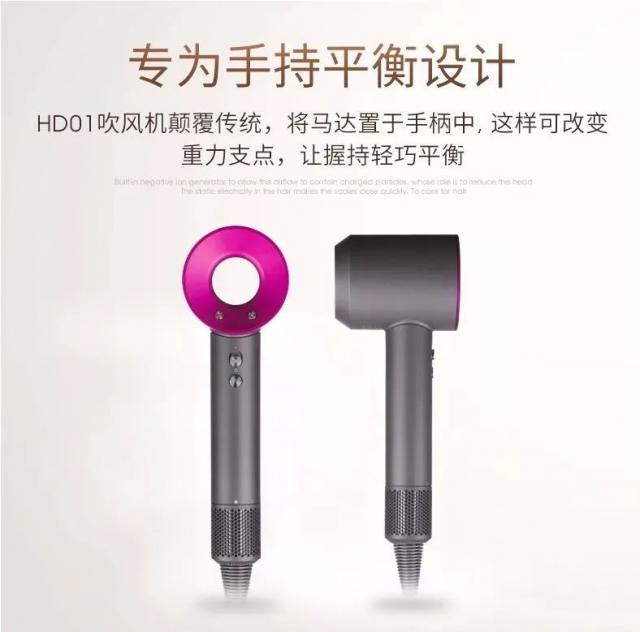 专为手持平衡设计
HD01吹风机颠覆传统，将马达置于手柄中, 这样可改变
重力支点，让握持轻巧平衡
Built-in negative ion generator to allow the airflow to contain charged particles, whose role is to reduce the head
The static electricity in the hair makes the scales close quickly. To care for hair